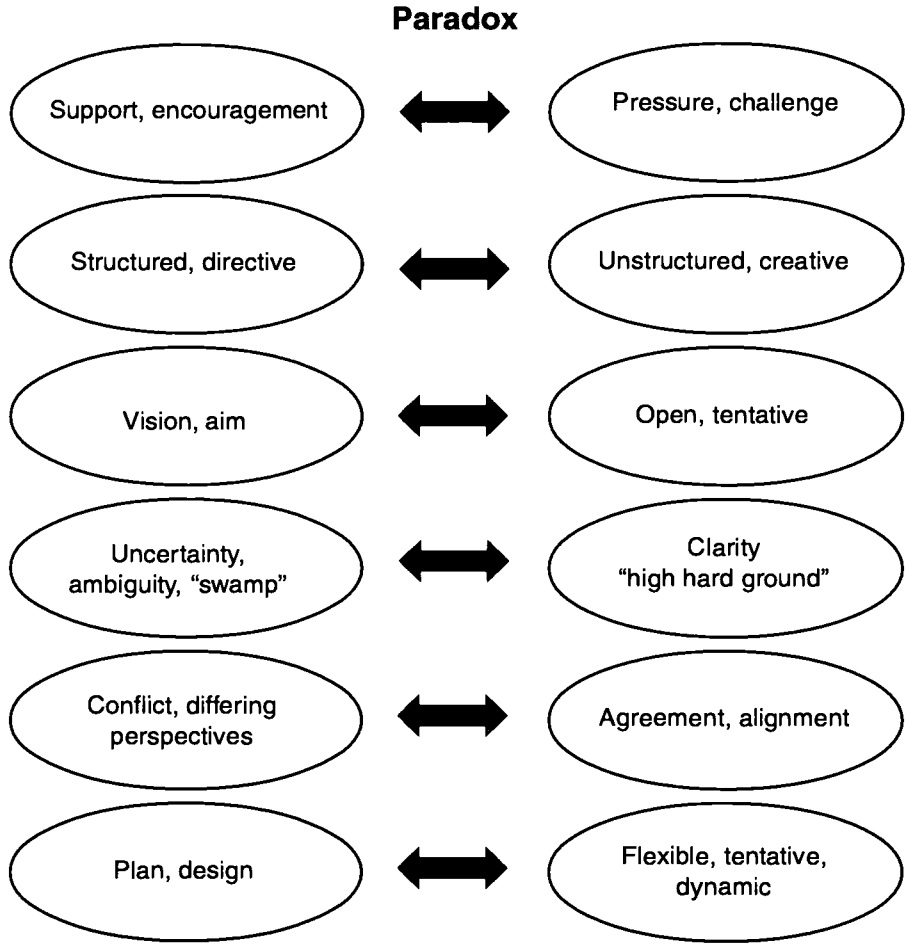 Paradox
Support, encouragement
Pressure, challenge
Structured, directive
Unstructured, creative
Vision, aim
Open, tentative
Uncertainty,
ambiguity, “swamp”
Clarity
“high hard ground”
Conflict, differing
perspectives
Agreement, alignment
Plan, design
Flexible, tentative,
dynamic